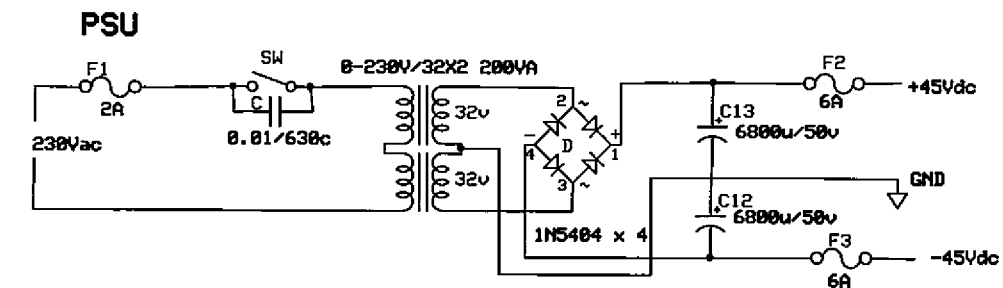 PSU
F1
2A
SW
C
0.01/630c
230Vac
0-230V/32X2 200VA
32v
32v
2
~
-
4
D
+
1
3
~
1N5404 x 4
+
C13
6800u/50v
+
C12
6800u/50v
F2
6A
+45Vdc
GND
F3
6A
-45Vdc